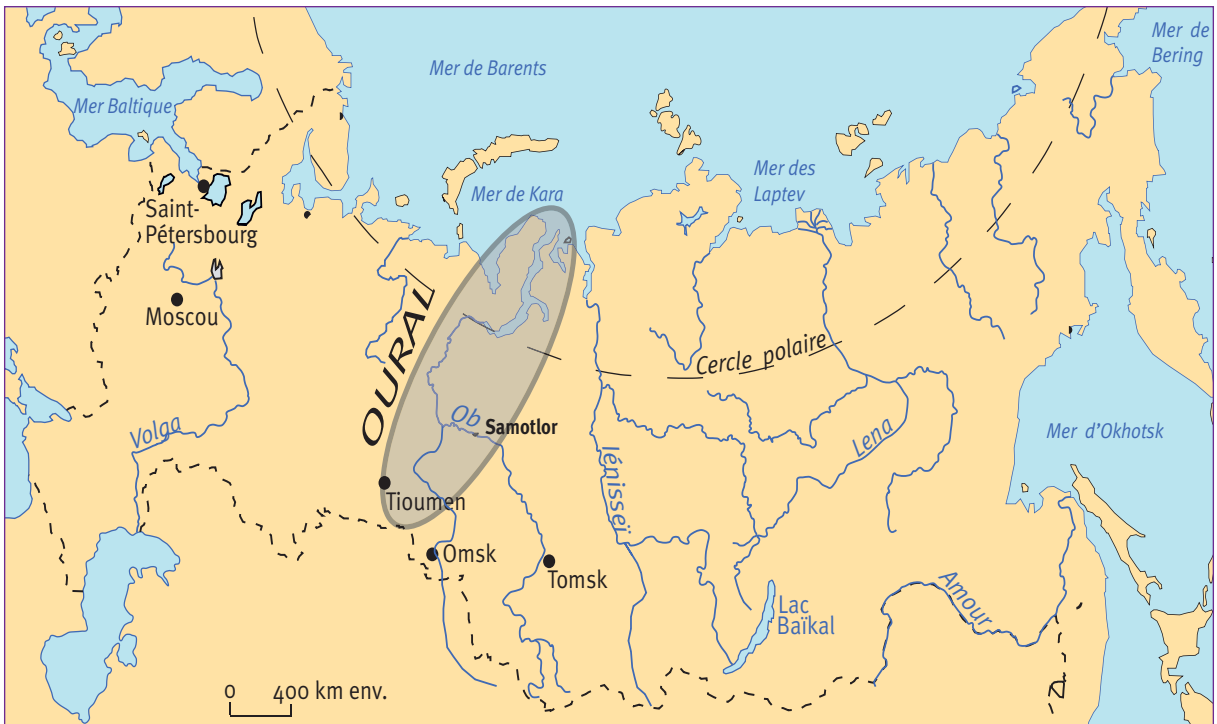 Mer de
Bering
Mer de Barents
Mer Baltique
Mer des
Laptev
Mer de Kara
Saint-
Pétersbourg
Moscou
OURAL
Cercle polaire
Ob
Samotlor
Volga
Lena
Mer d'Okhotsk
Iénisseï
Tioumen
Omsk
Tomsk
Amour
Lac
Baïkal
0 400 km env.